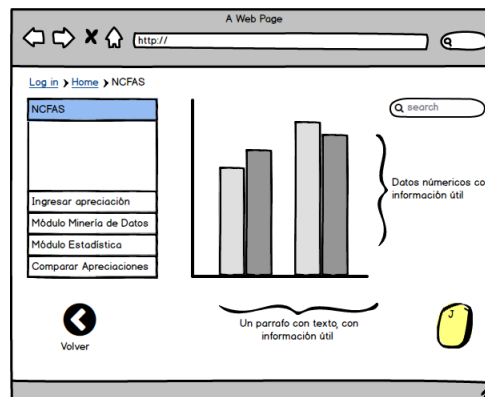 A Web Page
http://
Log in > Home > NCFAS
NCFAS
search
Ingresar apreciación
Módulo Minería de Datos
Módulo Estadística
Comparar Apreciaciones
Datos númericos co
información útil
Volver
Un parrafo con texto, con
información útil
J